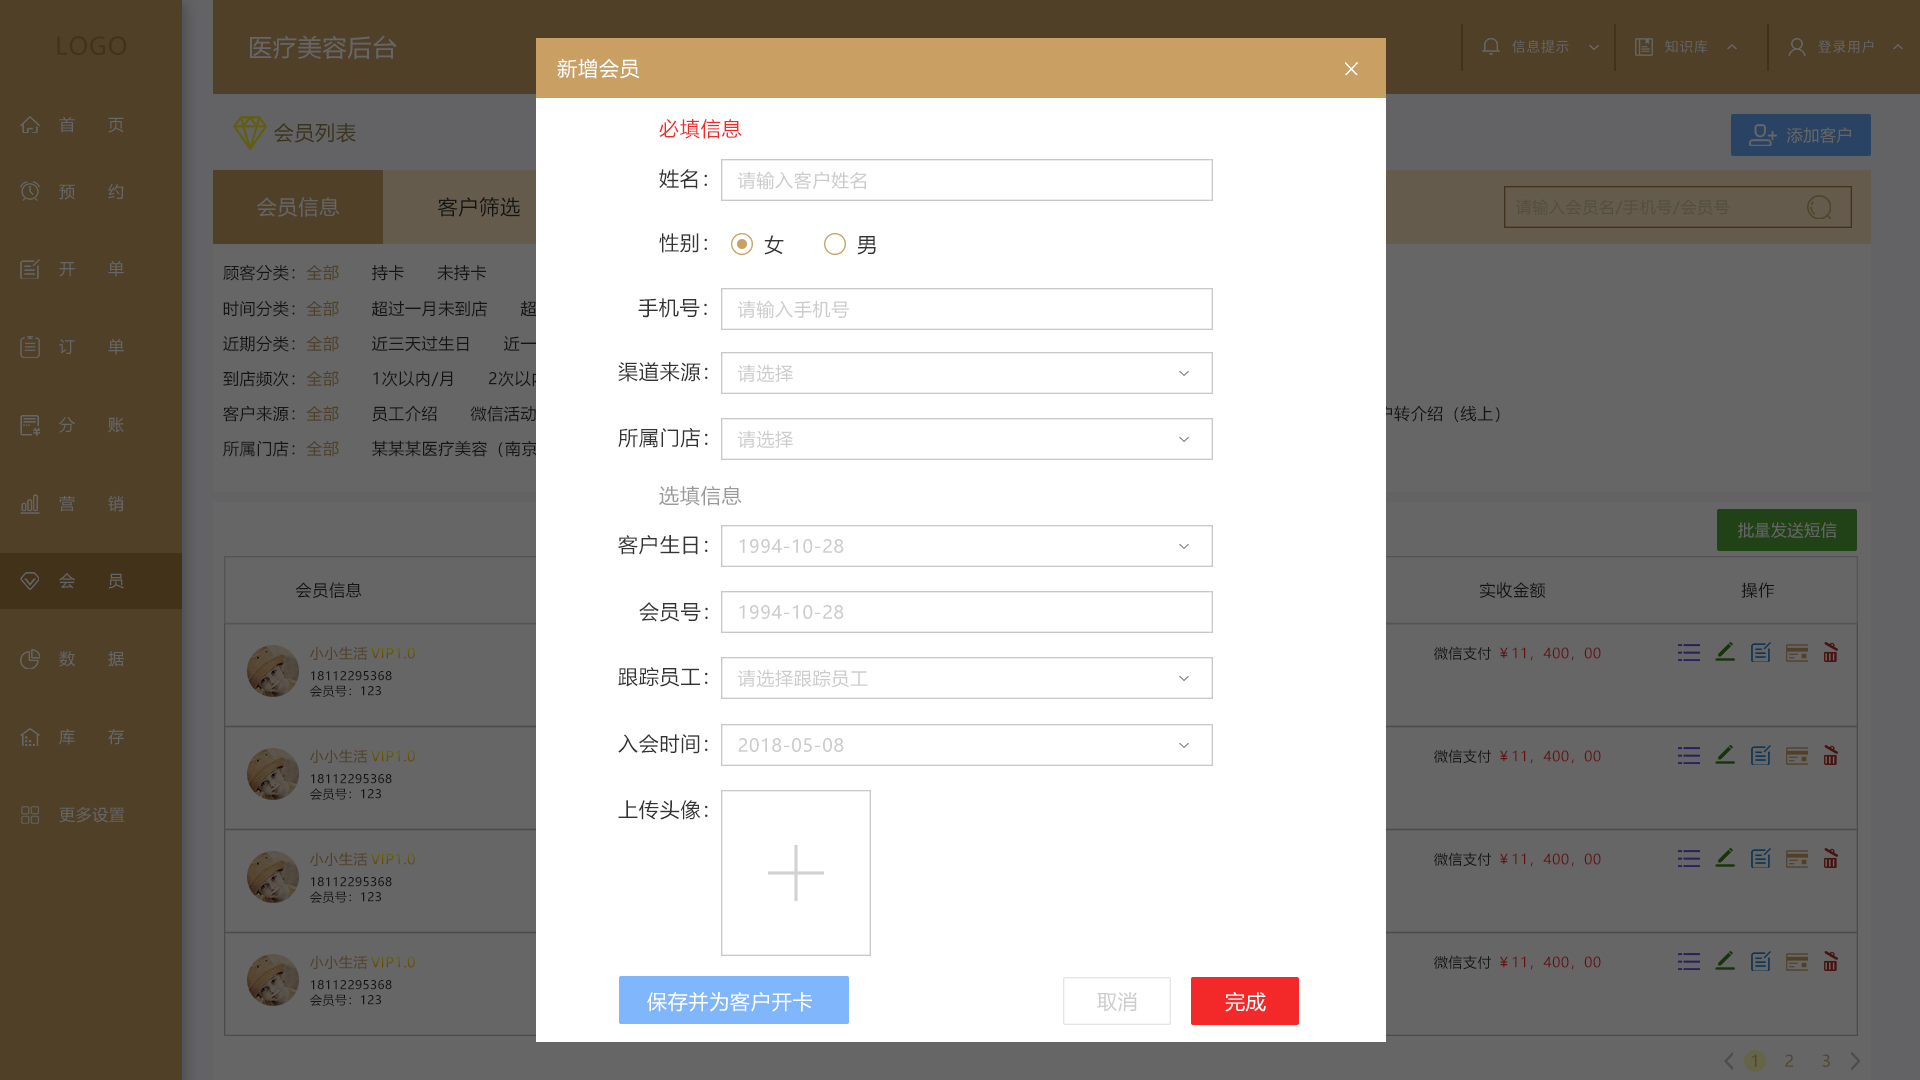 LOGO
医疗美容后台
信息提示
知识库
登录用户
首 页
预 约
开 单
订 单
分 账
营 销
会 员
数 据
库 存
更多设置
会员列表
添加客户
会员信息
客户筛选
请输入会员名/手机号/会员号
顾客分类： 全部 持卡 未持卡
时间分类： 全部 超过一月未到店 超
近期分类： 全部 近三天过生日 近一
到店频次： 全部 1次以内/月 2次以
客户来源： 全部 员工介绍 微信活动
户转介绍（线上）
所属门店： 全部 某某某医疗美容（南京
批量发送短信
会员信息
实收金额
操作
小小生活 VIP1.0
18112295368
会员号：123
微信支付 ￥11，400，00
小小生活 VIP1.0
18112295368
会员号：123
微信支付 ￥11，400，00
小小生活 VIP1.0
18112295368
会员号：123
微信支付 ￥11，400，00
小小生活 VIP1.0
18112295368
会员号：123
微信支付 ￥11，400，00
1 2 3
新增会员
必填信息
姓名： 请输入客户姓名
性别： 女 男
手机号： 请输入手机号
渠道来源： 请选择
所属门店： 请选择
选填信息
客户生日： 1994-10-28
会员号： 1994-10-28
跟踪员工： 请选择跟踪员工
入会时间： 2018-05-08
上传头像：
保存并为客户开卡
取消
完成